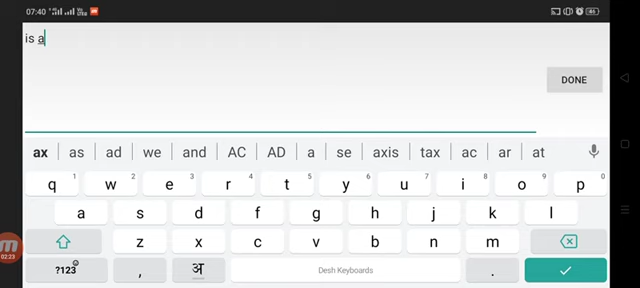 07:40
is a
DONE
ax as ad we and AC AD a se axis tax ac ar at
q 1 w 2 e 3 r 4 t 5 y 6 u 7 i 8 o 9 p 0
a s d f g h j k l
z x c v b n m
?123 , अ Desh Keyboards .
02:23